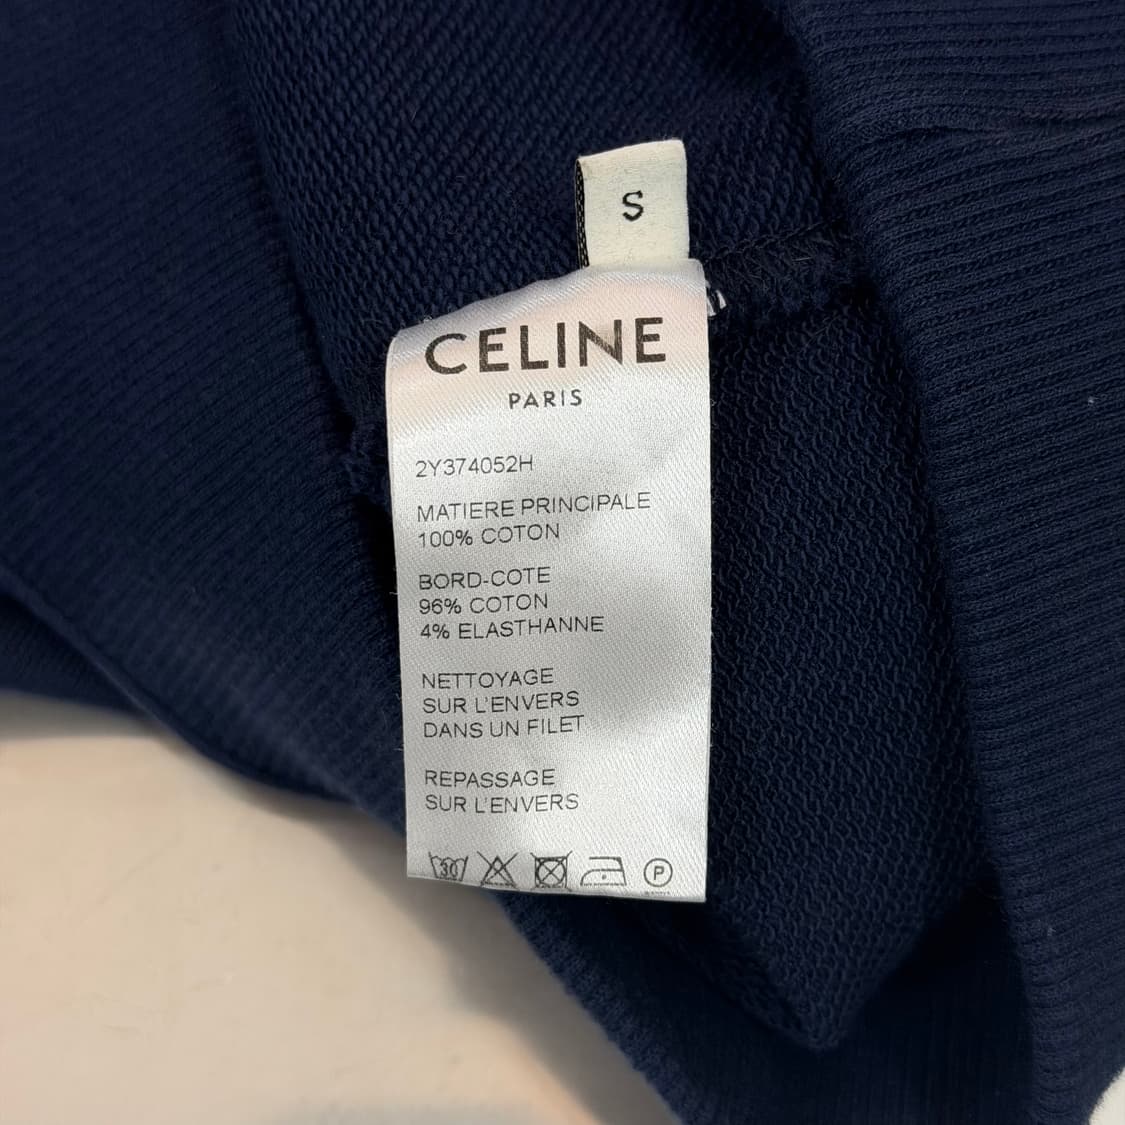 S
CELINE
PARIS
2Y374052H
MATIERE PRINCIPALE
100% COTON
BORD-COTE
96% COTON
4% ELASTHANNE
NETTOYAGE
SUR L'ENVERS
DANS UN FILET
REPASSAGE
SUR L'ENVERS
30 P